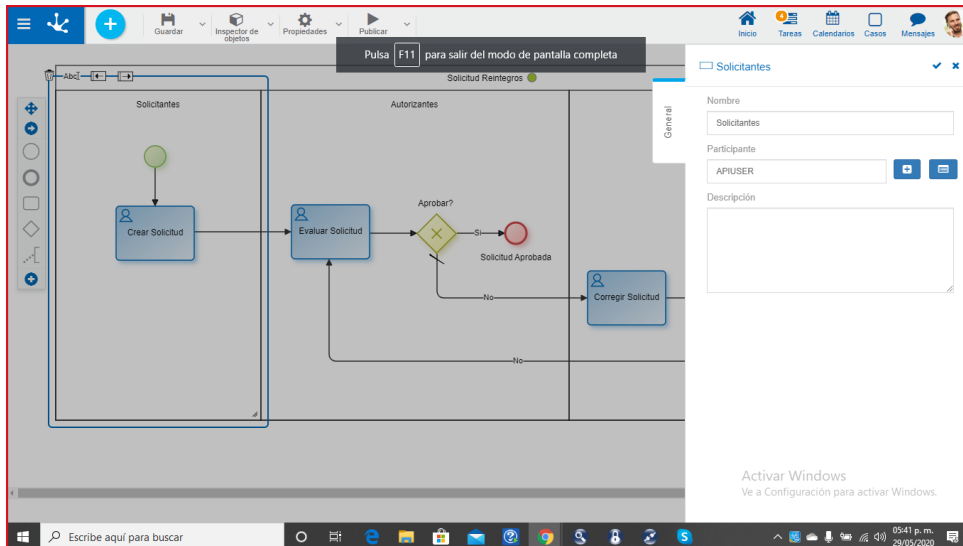 Guardar
Inspector de
objetos
Propiedades
Publicar
Inicio
4
Tareas
Calendarios
Casos
Mensajes
Pulsa F11 para salir del modo de pantalla completa
Abc
Solicitud Reintegros
Solicitantes
Autorizantes
Crear Solicitud
Evaluar Solicitud
Aprobar?
Si
Solicitud Aprobada
No
Corregir Solicitud
No
General
Solicitantes
Nombre
Solicitantes
Participante
APIUSER
Descripción
Activar Windows
Ve a Configuración para activar Windows.
Escribe aquí para buscar
05:41 p. m.
29/05/2020